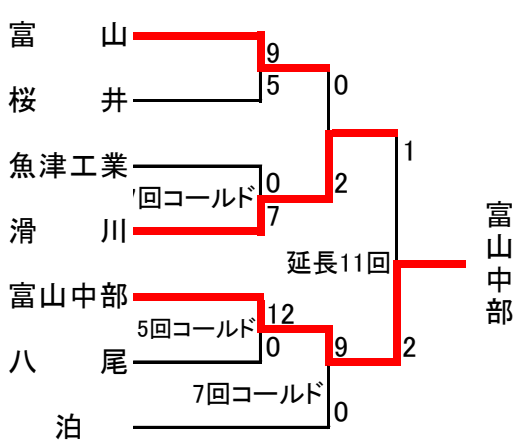 富山
9
桜井
5
0
魚津工業
0
7回コールド
滑川
7
2
1
延長11回
富山中部
富山中部
12
5回コールド
八尾
0
9
2
7回コールド
泊
0